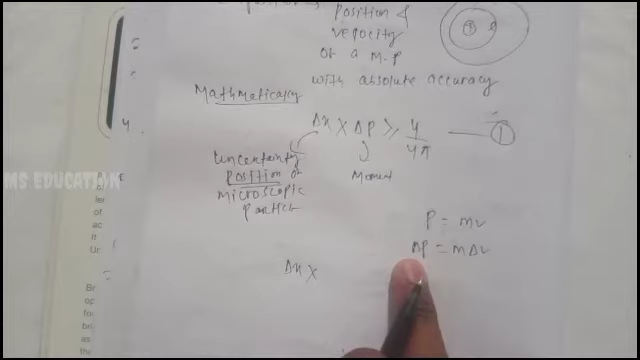 position &
velocity
of a m.p
with absolute accuracy
Mathematically
Δx × ΔP ≥ h/4π —— ①
Uncertainty
position of
microscopic
particle
Moment
P = mv
ΔP = mΔv
Δx ×
MS EDUCATION